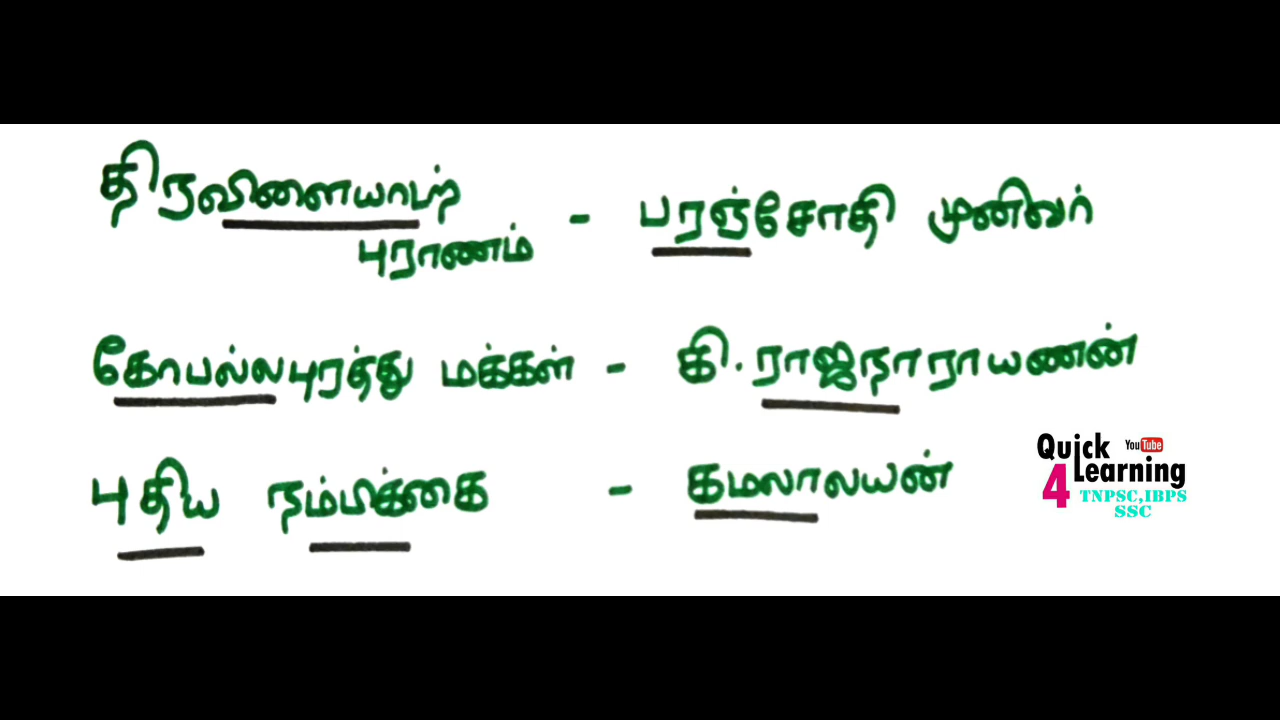 திருவிளையாடற் - பரஞ்சோதி முனிவர்
புராணம்
கோபல்லபுரத்து மக்கள் - கி. ராஜநாராயணன்
புதிய நம்பிக்கை - கமலாலயன்
Quick YouTube
4 Learning
TNPSC,IBPS
SSC